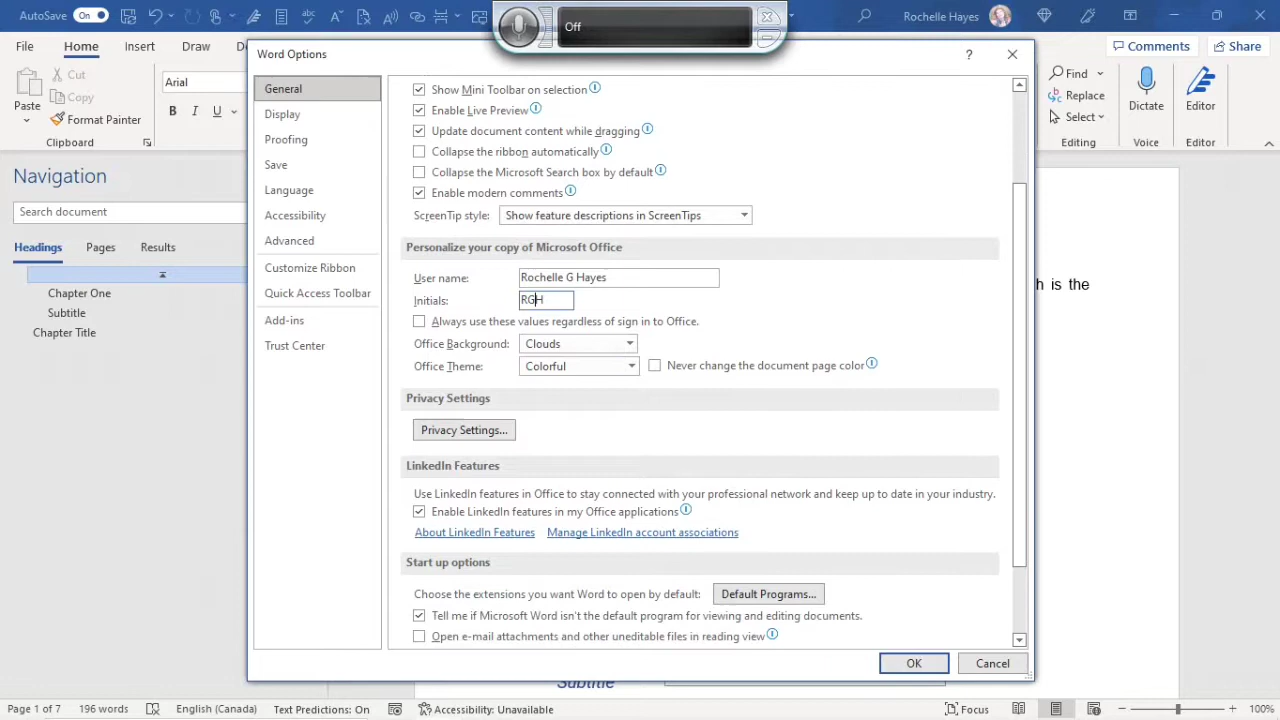 On
Off
Rochelle Hayes
File
Home
Insert
Draw
Comments
Share
Word Options
Paste
Cut
Copy
Format Painter
Clipboard
Arial
B I U
Find
Replace
Select
Editing
Dictate
Voice
Editor
Editor
Navigation
Search document
Headings Pages Results
Chapter One
Subtitle
Chapter Title
General
Display
Proofing
Save
Language
Accessibility
Advanced
Customize Ribbon
Quick Access Toolbar
Add-ins
Trust Center
Show Mini Toolbar on selection
Enable Live Preview
Update document content while dragging
Collapse the ribbon automatically
Collapse the Microsoft Search box by default
Enable modern comments
ScreenTip style: Show feature descriptions in ScreenTips
Personalize your copy of Microsoft Office
User name: Rochelle G Hayes
Initials: RGH
Always use these values regardless of sign in to Office.
Office Background: Clouds
Office Theme: Colorful Never change the document page color
Privacy Settings
Privacy Settings...
LinkedIn Features
Use LinkedIn features in Office to stay connected with your professional network and keep up to date in your industry.
Enable LinkedIn features in my Office applications
About LinkedIn Features Manage LinkedIn account associations
Start up options
Choose the extensions you want Word to open by default: Default Programs...
Tell me if Microsoft Word isn't the default program for viewing and editing documents.
Open e-mail attachments and other uneditable files in reading view
OK Cancel
h is the
Subtitle
Page 1 of 7 196 words English (Canada) Text Predictions: On Accessibility: Unavailable Focus 100%